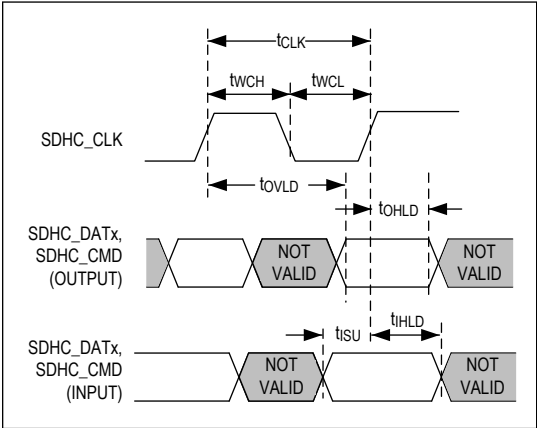 tCLK
tWCH
tWCL
SDHC_CLK
tOVLD
tOHLD
SDHC_DATx,
SDHC_CMD
(OUTPUT)
NOT
VALID
NOT
VALID
tISU
tIHLD
SDHC_DATx,
SDHC_CMD
(INPUT)
NOT
VALID
NOT
VALID